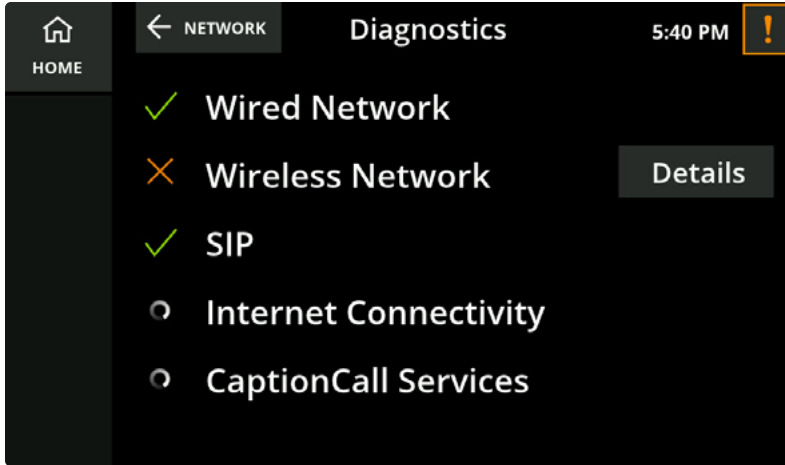 HOME
← NETWORK
Diagnostics
5:40 PM
!
Wired Network
Wireless Network
Details
SIP
Internet Connectivity
CaptionCall Services